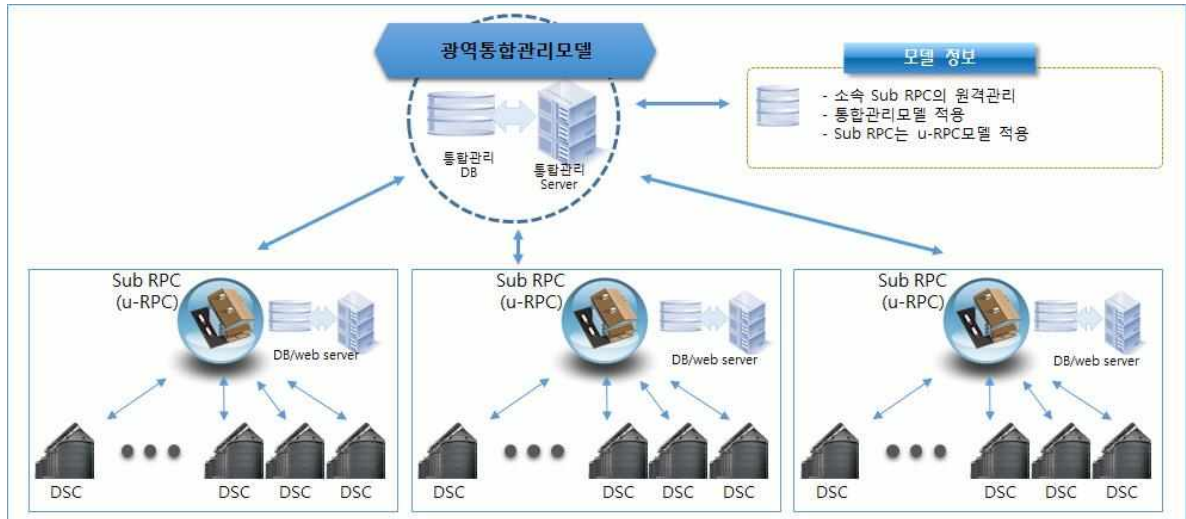 광역통합관리모델
모델 정보
- 소속 Sub RPC의 원격관리
- 통합관리모델 적용
- Sub RPC는 u-RPC모델 적용
통합관리
DB
통합관리
Server
Sub RPC
(u-RPC)
DB/web server
DSC
DSC
DSC
DSC
Sub RPC
(u-RPC)
DB/web server
DSC
DSC
DSC
DSC
Sub RPC
(u-RPC)
DB/web server
DSC
DSC
DSC
DSC